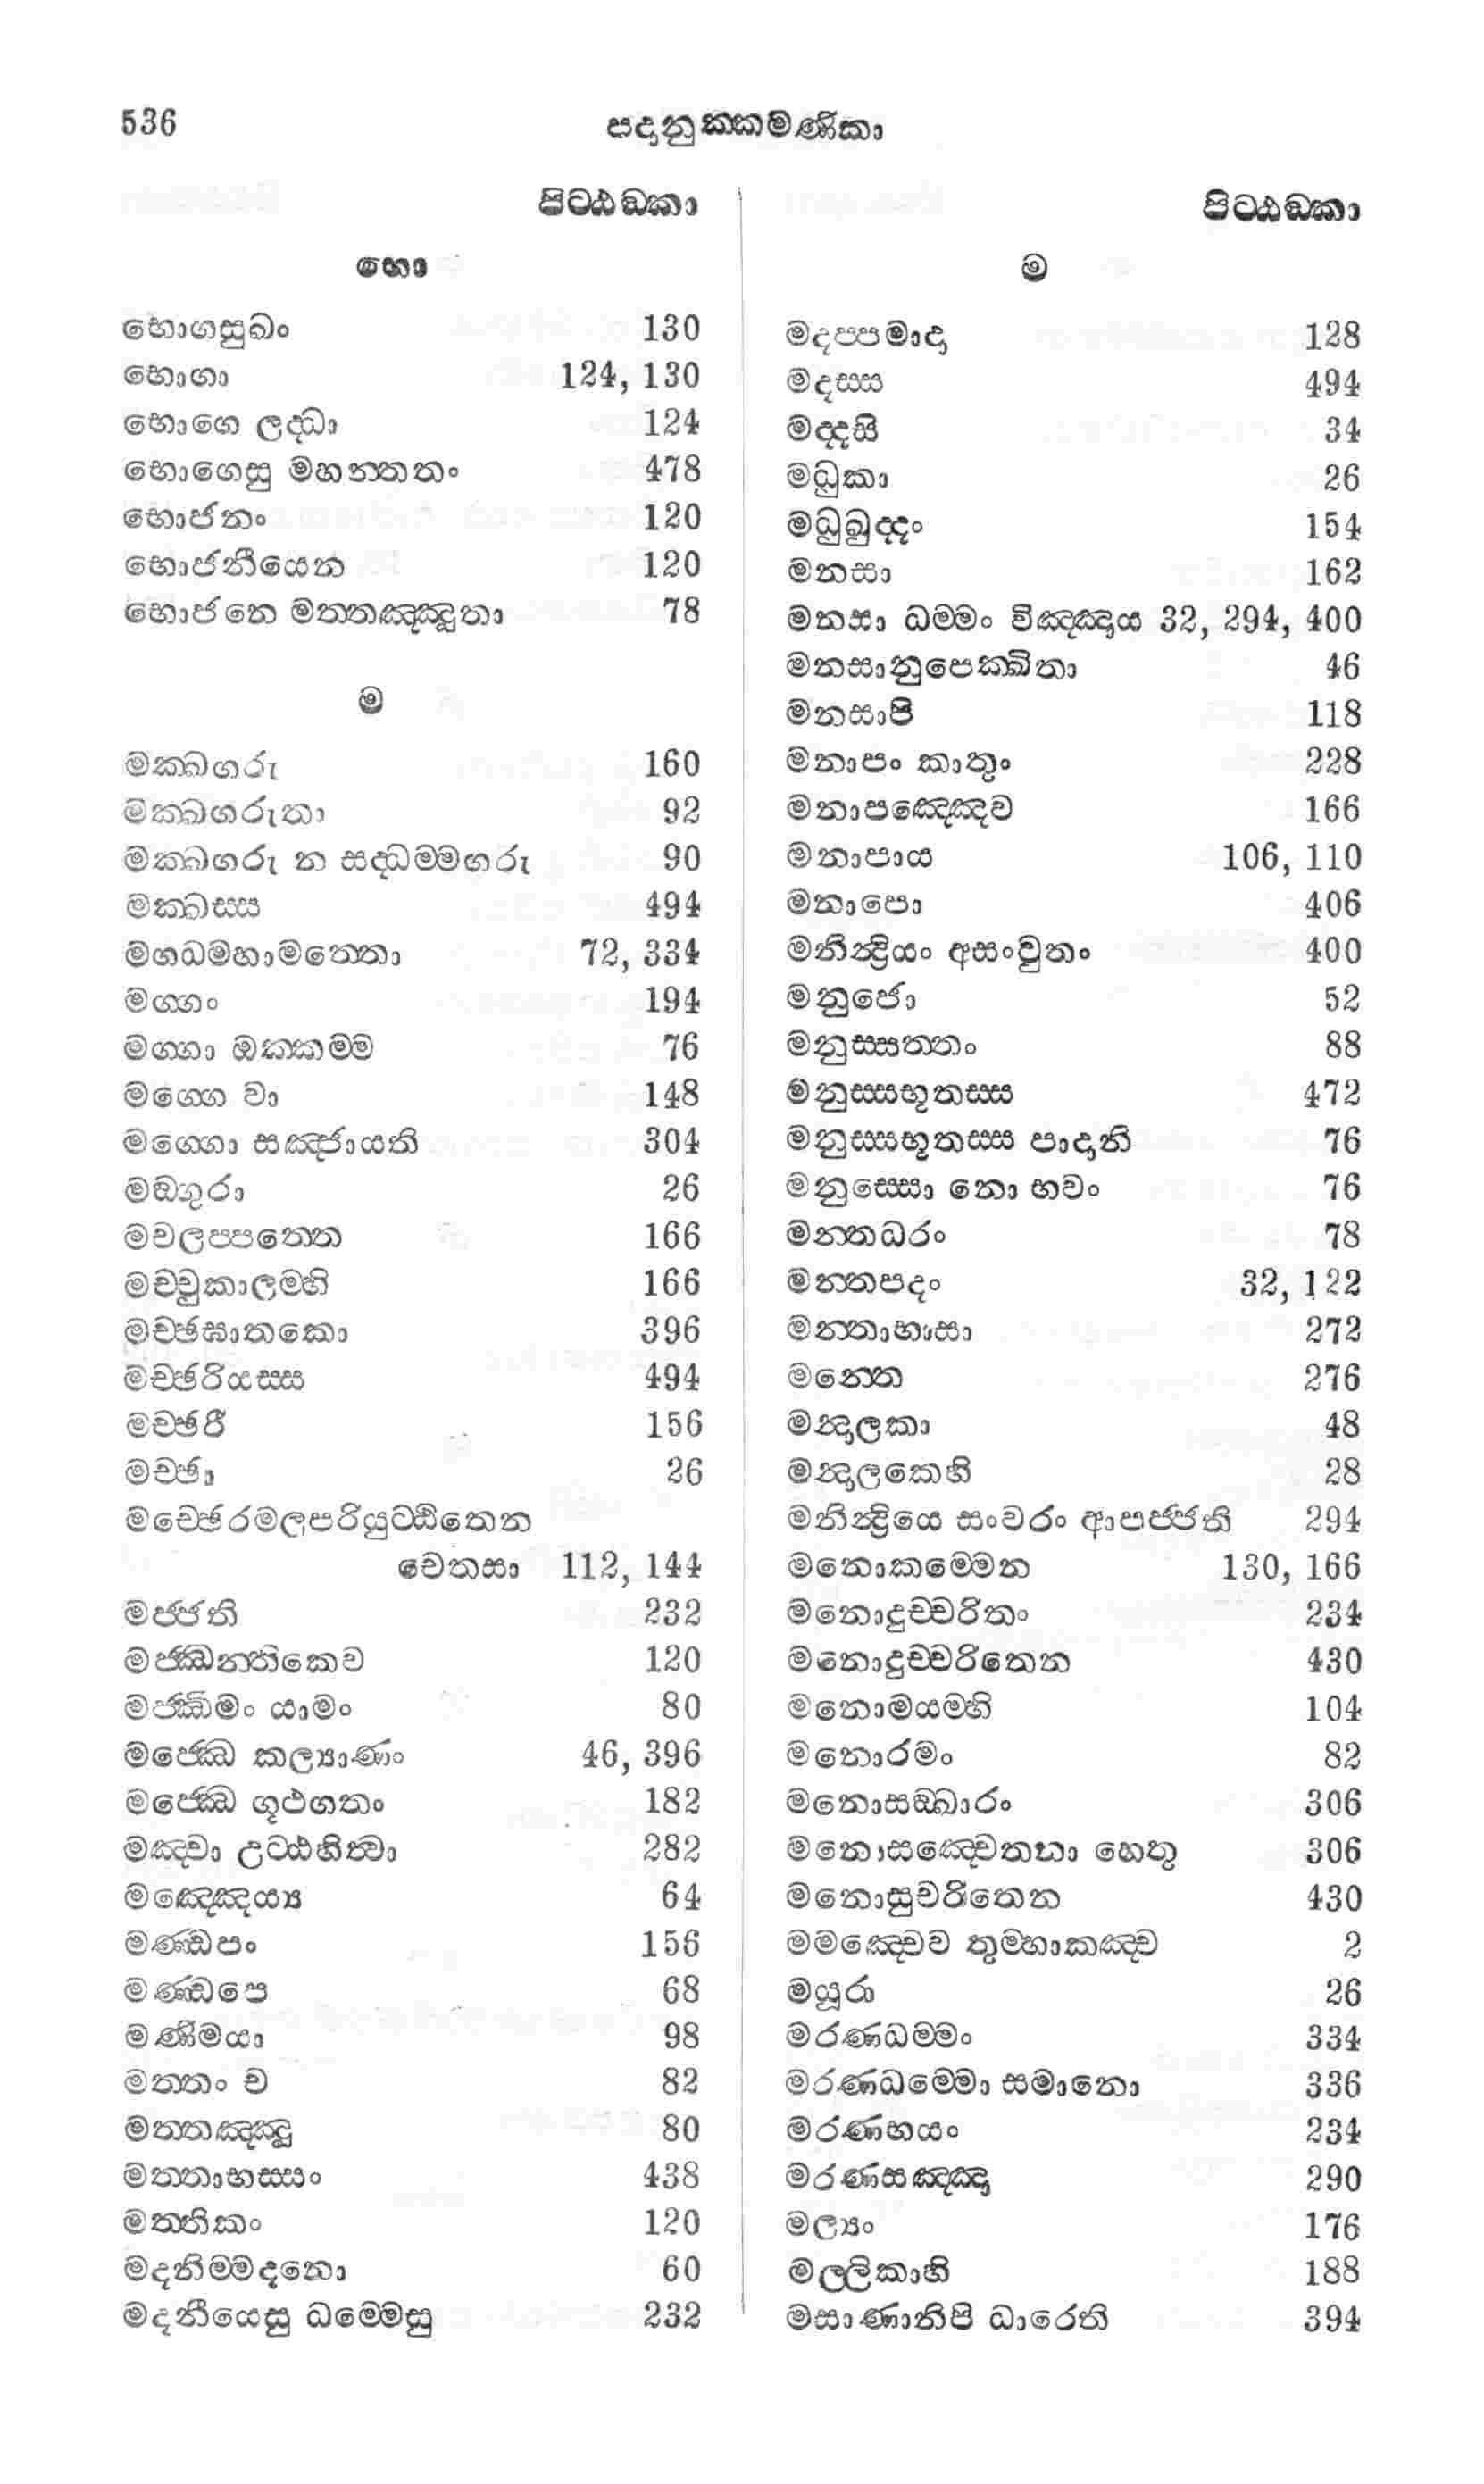 536
පදානුක්කමණිකා
පිට්ඨඞ්කා
භො
භොගසුඛං 130
භොගා 124, 130
භොගෙ ලද්ධා 124
භොගෙසු මහන්තතං 478
භොජනං 120
භොජනීයෙන 120
භොජනෙ මත්තඤ්ඤුතා 78
ම
මක්ඛගරු 160
මක්ඛගරුතා 92
මක්ඛගරු න සද්ධම්මගරු 90
මක්ඛස්ස 494
මගධමහාමත්තො 72, 334
මග්ගං 194
මග්ගා ඔක්කම්ම 76
මග්ගෙ වා 148
මග්ගො සඤ්ජායති 304
මඞ්ගුරා 26
මචලප්පත්තෙ 166
මච්චුකාලම්හි 166
මච්ඡඝාතකො 396
මච්ඡරියස්ස 494
මච්ඡරී 156
මච්ඡා 26
මච්ඡෙරමලපරියුට්ඨිතෙන
චෙතසා 112, 144
මජ්ජති 232
මජ්ඣන්තිකෙව 120
මජ්ඣිමං යාමං 80
මජ්ඣෙ කල්‍යාණං 46, 396
මජ්ඣෙ ගූථගතං 182
මඤ්චා උට්ඨහිත්‍වා 282
මඤ්ඤෙය්‍ය 64
මණ්ඩපං 156
මණ්ඩපෙ 68
මණිමයා 98
මත්තං ච 82
මත්තඤ්ඤූ 80
මත්තාභස්සං 438
මත්තිකං 120
මදනිම්මදනො 60
මදනීයෙසු ධම්මෙසු 232
පිට්ඨඞ්කා
ම
මදප්පමාදා 128
මදස්ස 494
මද්දසි 34
මධුකා 26
මධුඛුද්දං 154
මනසා 162
මනසා ධම්මං විඤ්ඤාය 32, 294, 400
මනසානුපෙක්ඛිතා 46
මනසාපි 118
මනාපං කාතුං 228
මනාපඤ්ඤෙව 166
මනාපාය 106, 110
මනාපො 406
මනින්‍ද්‍රියං අසංවුතං 400
මනුජො 52
මනුස්සත්තං 88
මනුස්සභූතස්ස 472
මනුස්සභූතස්ස පාදානි 76
මනුස්සො නො භවං 76
මන්තධරං 78
මන්තපදං 32, 122
මන්තාභාසා 272
මන්තෙ 276
මන්‍දාලකා 48
මන්‍දාලකෙහි 28
මනින්‍ද්‍රියෙ සංවරං ආපජ්ජති 294
මනොකම්මෙන 130, 166
මනොදුච්චරිතං 234
මනොදුච්චරිතෙන 430
මනොමයම්හි 104
මනොරමං 82
මනොසඞ්ඛාරං 306
මනොසඤ්චෙතනා හෙතු 306
මනොසුචරිතෙන 430
මමඤ්චෙව තුම්හාකඤ්ච 2
මයූරා 26
මරණධම්මං 334
මරණධම්මො සමානො 336
මරණභයං 234
මරණසඤ්ඤා 290
මල්‍යං 176
මල්ලිකාහි 188
මසාණානිපි ධාරෙති 394